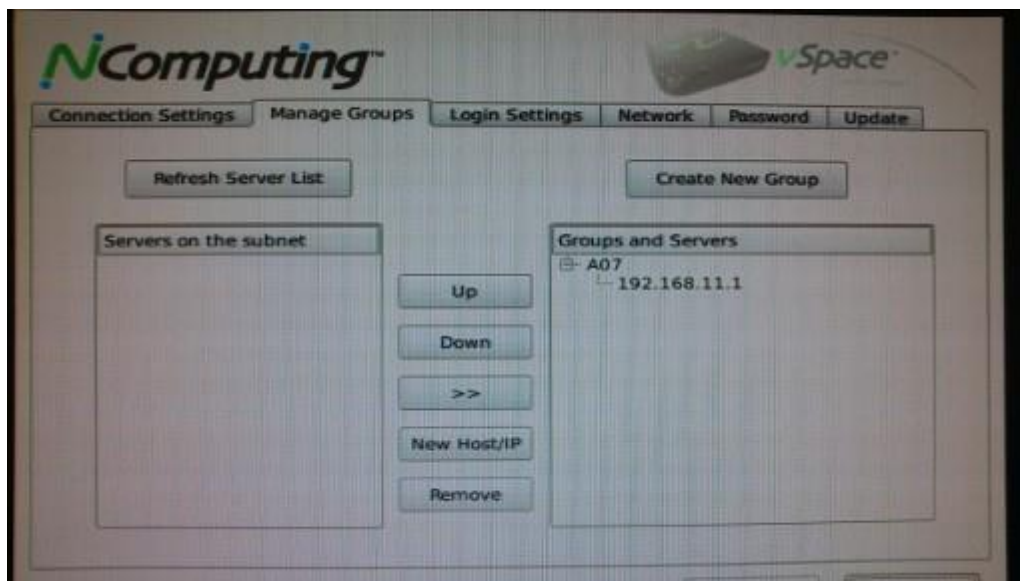 NComputing™
vSpace
Connection Settings
Manage Groups
Login Settings
Network
Password
Update
Refresh Server List
Create New Group
Servers on the subnet
Groups and Servers
A07
192.168.11.1
Up
Down
>>
New Host/IP
Remove